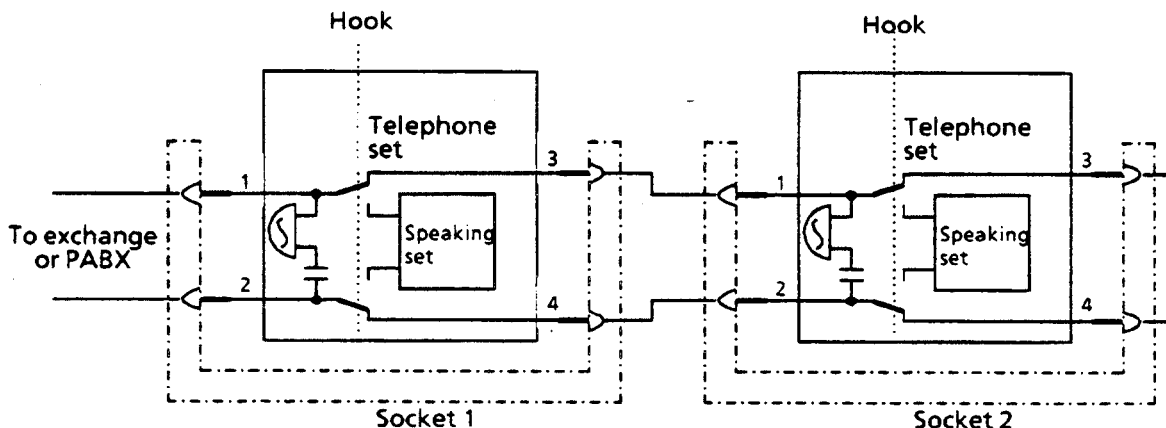 Hook
Hook
Telephone
set
Telephone
set
1
3
1
3
To exchange
or PABX
Speaking
set
Speaking
set
2
4
2
4
Socket 1
Socket 2